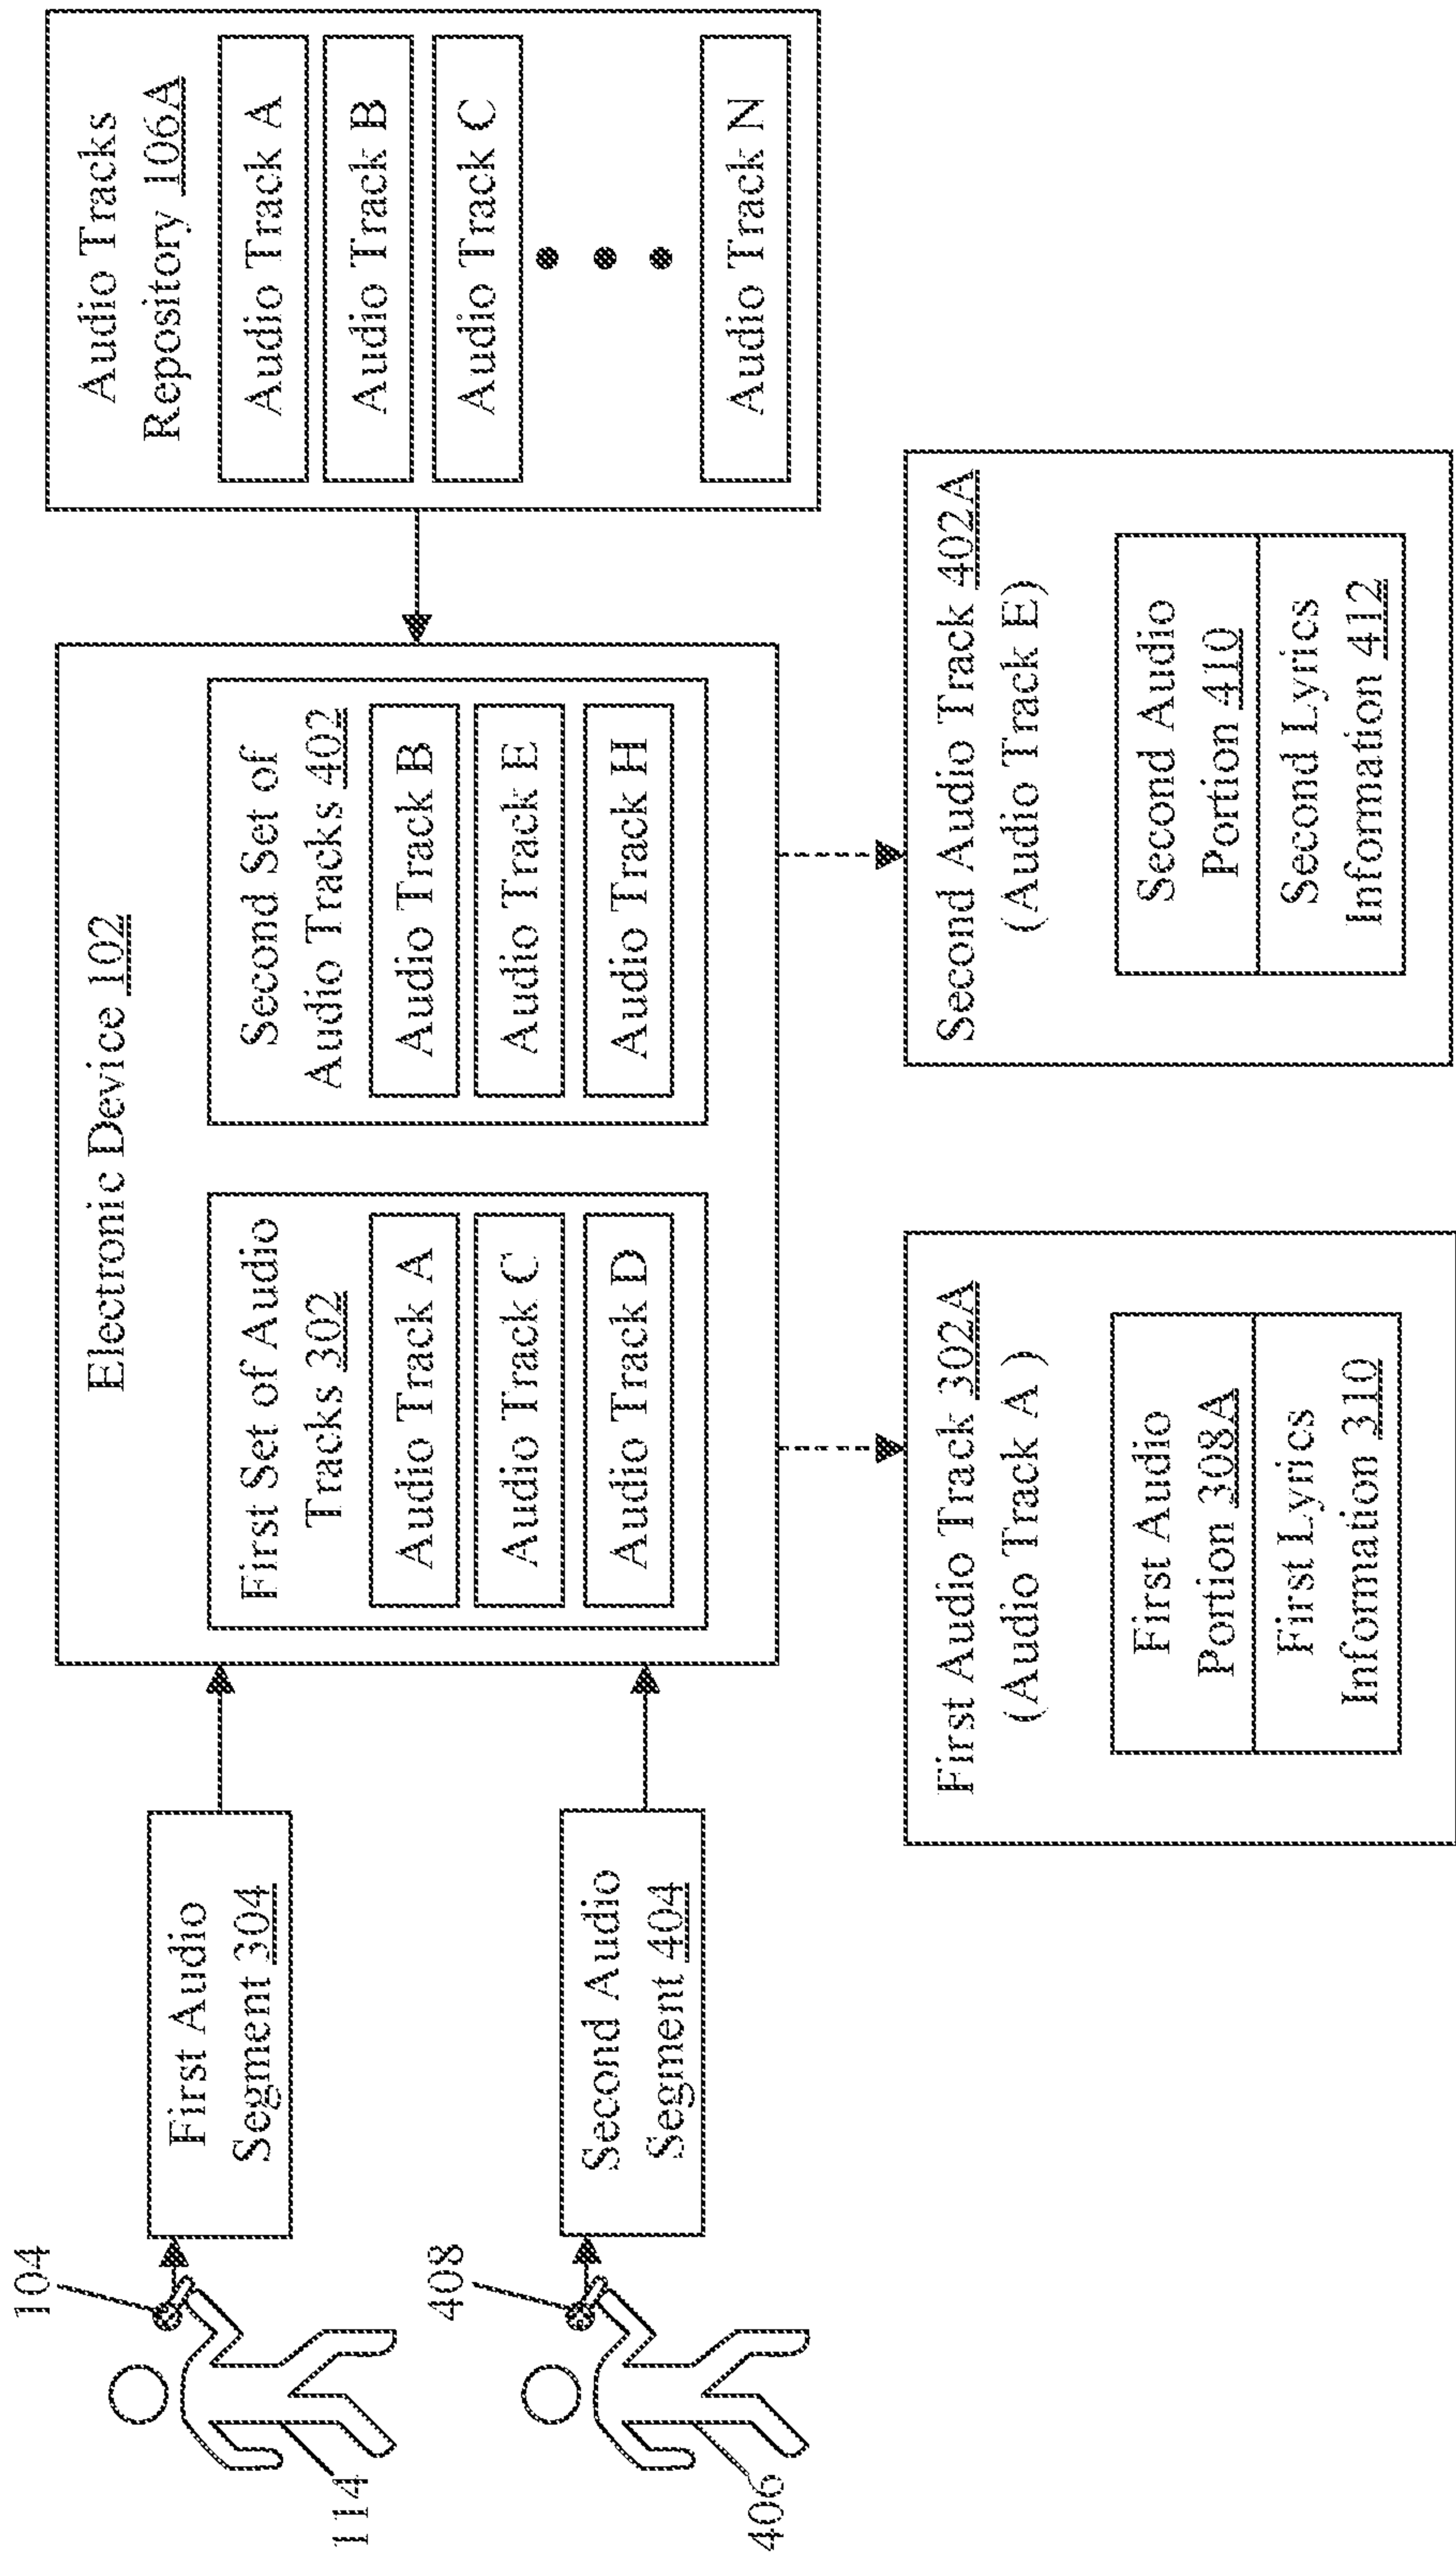 104
114
First Audio
Segment 304
408
406
Second Audio
Segment 404
Electronic Device 102
First Set of Audio
Tracks 302
Audio Track A
Audio Track C
Audio Track D
Second Set of
Audio Tracks 402
Audio Track B
Audio Track E
Audio Track H
Audio Tracks
Repository 106A
Audio Track A
Audio Track B
Audio Track C
Audio Track N
First Audio Track 302A
(Audio Track A )
First Audio
Portion 308A
First Lyrics
Information 310
Second Audio Track 402A
(Audio Track E)
Second Audio
Portion 410
Second Lyrics
Information 412